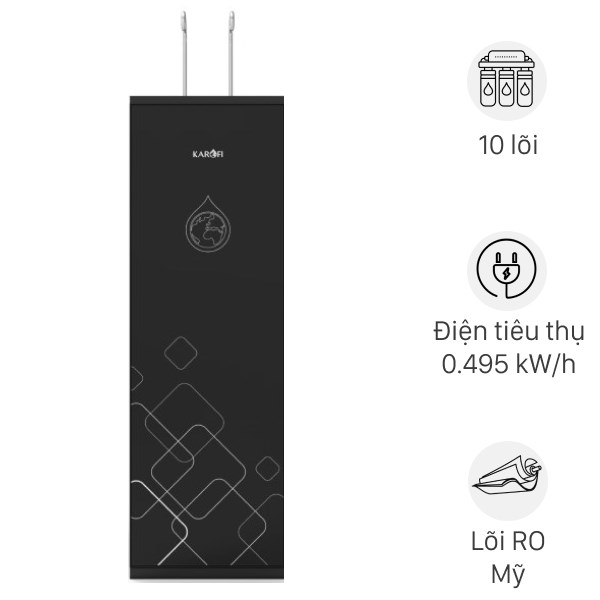 KAROFI
10 lõi
Điện tiêu thụ
0.495 kW/h
Lõi RO
Mỹ